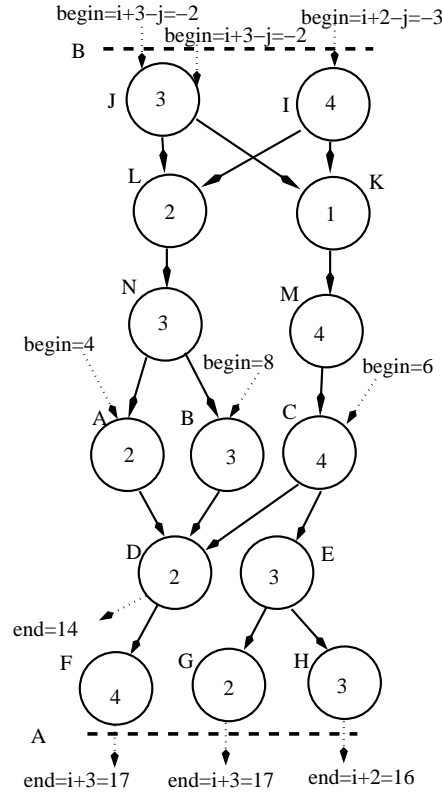 begin=i+3−j=−2
begin=i+2−j=−3
begin=i+3−j=−2
B
J
3
I
4
L
2
K
1
N
3
M
4
begin=4
begin=8
begin=6
A
2
B
3
C
4
D
2
E
3
end=14
F
4
G
2
H
3
A
end=i+3=17
end=i+3=17
end=i+2=16